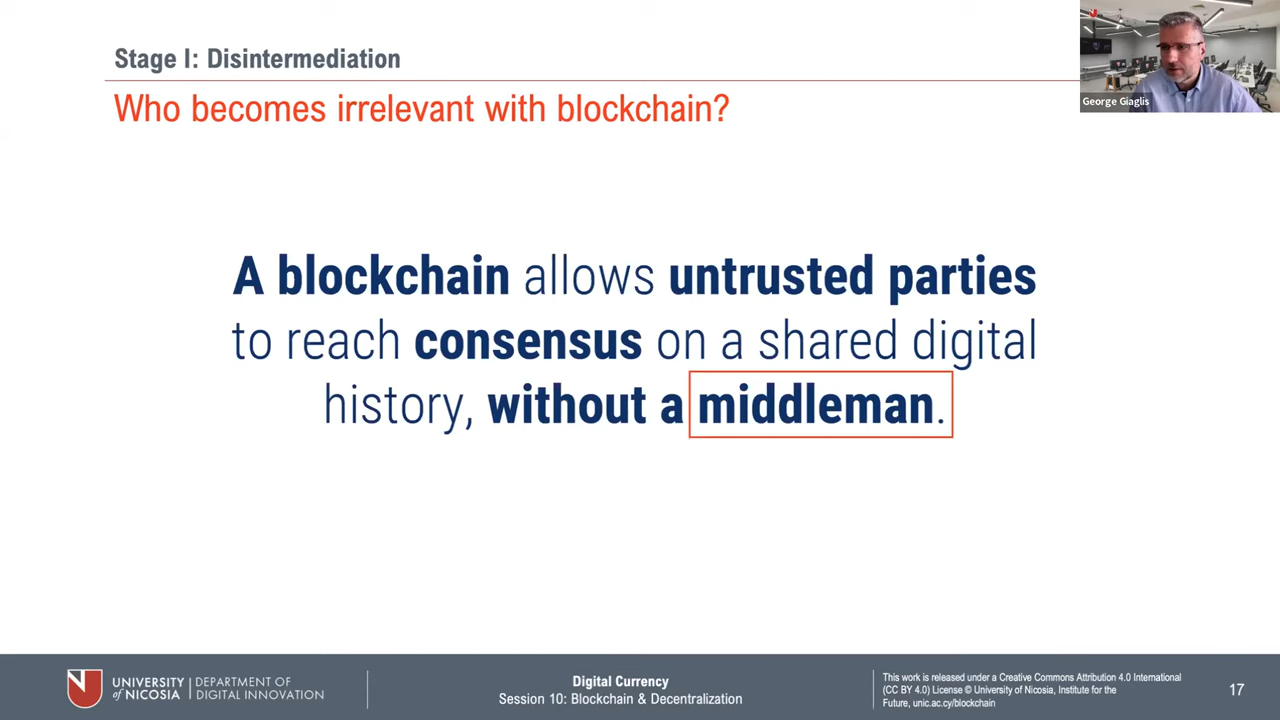 Stage I: Disintermediation
Who becomes irrelevant with blockchain?
George Giaglis
A blockchain allows untrusted parties
to reach consensus on a shared digital
history, without a middleman.
UNIVERSITY
of NICOSIA
DEPARTMENT OF
DIGITAL INNOVATION
Digital Currency
Session 10: Blockchain & Decentralization
This work is released under a Creative Commons Attribution 4.0 International
(CC BY 4.0) License © University of Nicosia, Institute for the
Future, unic.ac.cy/blockchain
17